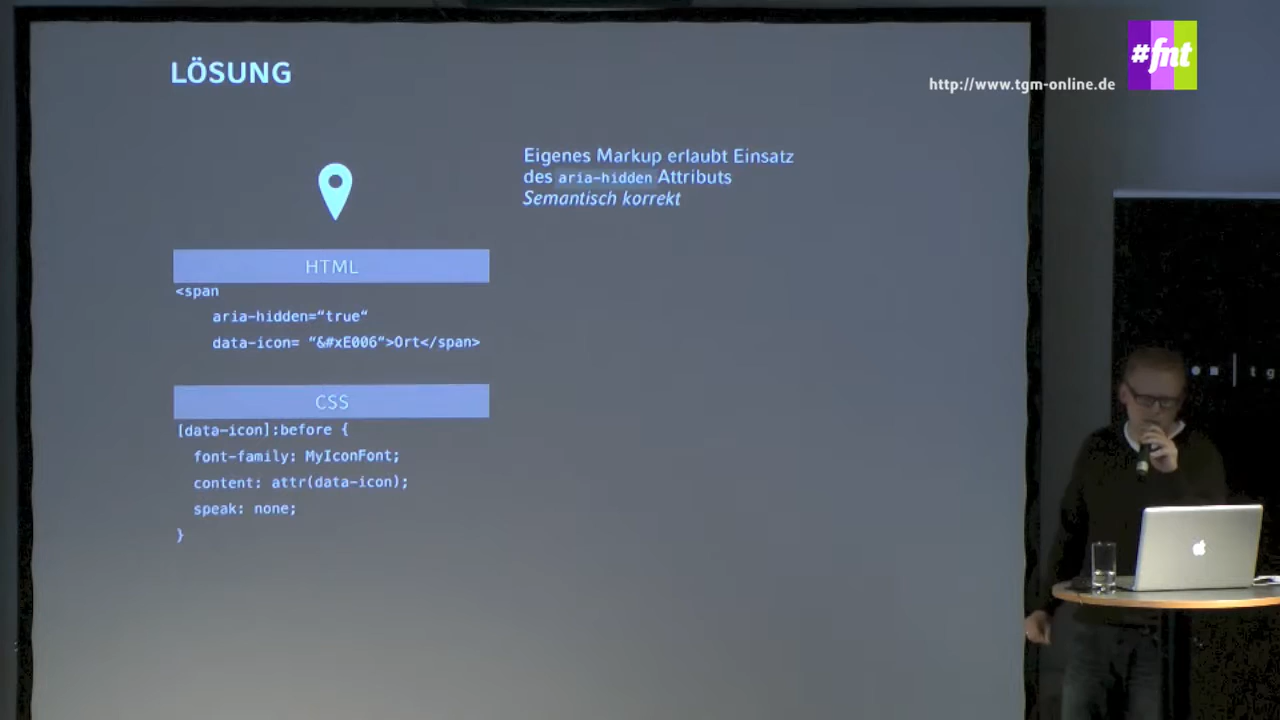 LÖSUNG
http://www.tgm-online.de
#fnt
Eigenes Markup erlaubt Einsatz
des aria-hidden Attributs
Semantisch korrekt
HTML
<span
aria-hidden=“true“
data-icon= “&#xE006“>Ort</span>
CSS
[data-icon]:before {
font-family: MyIconFont;
content: attr(data-icon);
speak: none;
}
on | tg